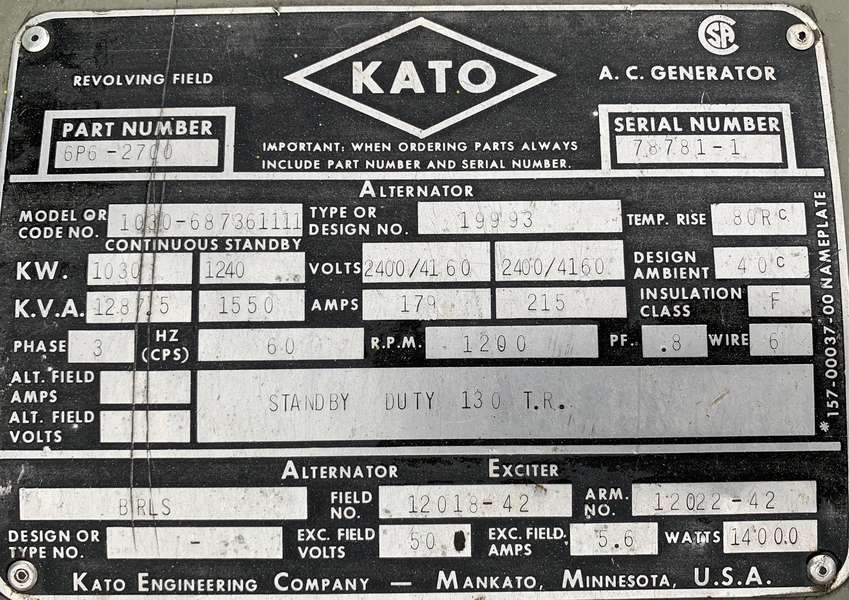 CSA
REVOLVING FIELD
KATO
A.C. GENERATOR
PART NUMBER
6P6-2700
IMPORTANT: WHEN ORDERING PARTS ALWAYS
INCLUDE PART NUMBER AND SERIAL NUMBER.
SERIAL NUMBER
78781-1
ALTERNATOR
MODEL OR CODE NO. 1030-687361111 TYPE OR DESIGN NO. 19993 TEMP. RISE 80R C
CONTINUOUS STANDBY
KW. 1030 1240 VOLTS 2400/4160 2400/4160 DESIGN AMBIENT 40 C
K.V.A. 1287.5 1550 AMPS 179 215 INSULATION CLASS F
PHASE 3 HZ (CPS) 60 R.P.M. 1200 PF. .8 WIRE 6
ALT. FIELD AMPS
ALT. FIELD VOLTS
STANDBY DUTY 130 T.R.
*157-00037-00 NAMEPLATE
ALTERNATOR EXCITER
BRLS FIELD NO. 12018-42 ARM. NO. 12022-42
DESIGN OR TYPE NO. - EXC. FIELD VOLTS 50 EXC. FIELD. AMPS 5.6 WATTS 14000
KATO ENGINEERING COMPANY — MANKATO, MINNESOTA, U.S.A.